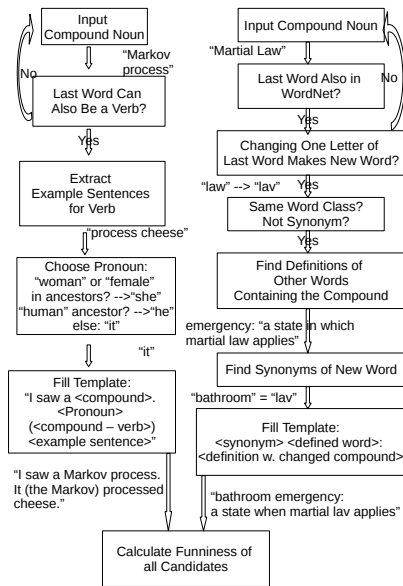 Input
Compound Noun
"Markov
process"
No
Last Word Can
Also Be a Verb?
Yes
Extract
Example Sentences
for Verb
"process cheese"
Choose Pronoun:
"woman" or "female"
in ancestors? -->"she"
"human" ancestor? -->"he"
else: "it"
"it"
Fill Template:
"I saw a <compound>.
<Pronoun>
(<compound – verb>)
<example sentence>"
"I saw a Markov process.
It (the Markov) processed
cheese."
Input Compound Noun
"Martial Law"
Last Word Also in
WordNet?
No
Yes
Changing One Letter of
Last Word Makes New Word?
"law" --> "lav"
Yes
Same Word Class?
Not Synonym?
Yes
Find Definitions of
Other Words
Containing the Compound
emergency: "a state in which
martial law applies"
Find Synonyms of New Word
"bathroom" = "lav"
Fill Template:
<synonym> <defined word>:
<definition w. changed compound>
"bathroom emergency:
a state when martial lav applies"
Calculate Funniness of
all Candidates